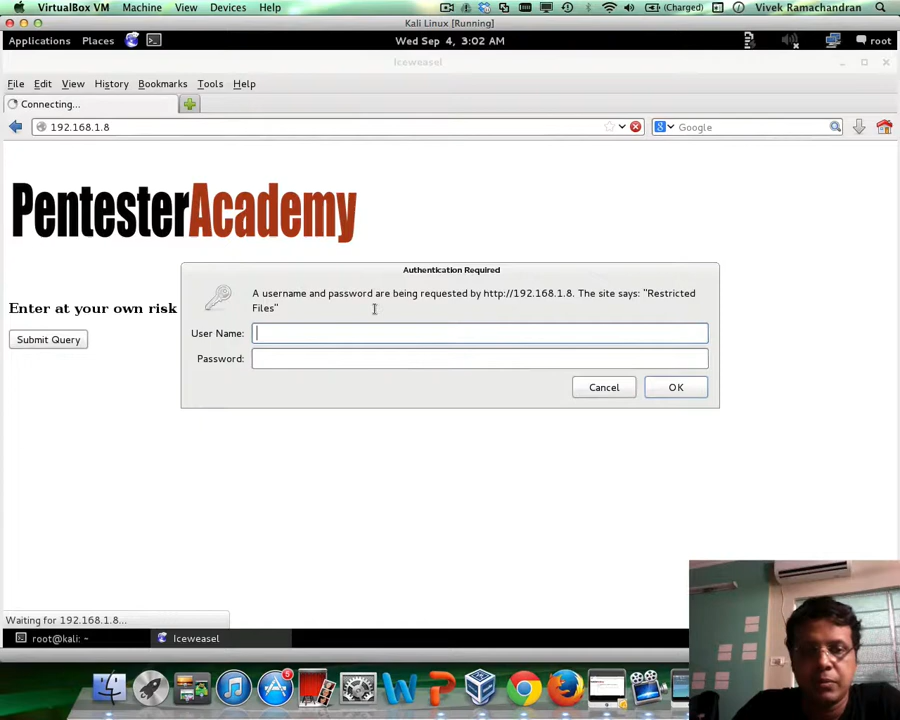 VirtualBox VM Machine View Devices Help (Charged) Vivek Ramachandran
Kali Linux [Running]
Applications Places Wed Sep 4, 3:02 AM root
Iceweasel
File Edit View History Bookmarks Tools Help
Connecting...
192.168.1.8 Google
PentesterAcademy
Authentication Required
A username and password are being requested by http://192.168.1.8. The site says: "Restricted
Files"
Enter at your own risk
User Name:
Submit Query
Password:
Cancel OK
Waiting for 192.168.1.8...
root@kali: ~ Iceweasel
5